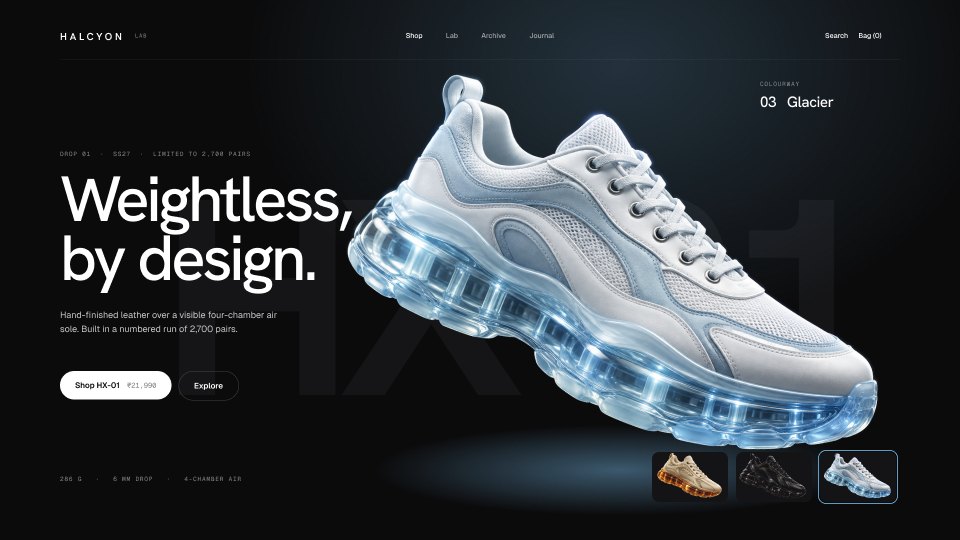 HALCYON LAB
Shop Lab Archive Journal
Search Bag (0)
COLOURWAY
03 Glacier
DROP 01 · SS27 · LIMITED TO 2,700 PAIRS
Weightless,
by design.
Hand-finished leather over a visible four-chamber air
sole. Built in a numbered run of 2,700 pairs.
Shop HX-01 ₹21,990
Explore
HX-01
286 G · 6 MM DROP · 4-CHAMBER AIR